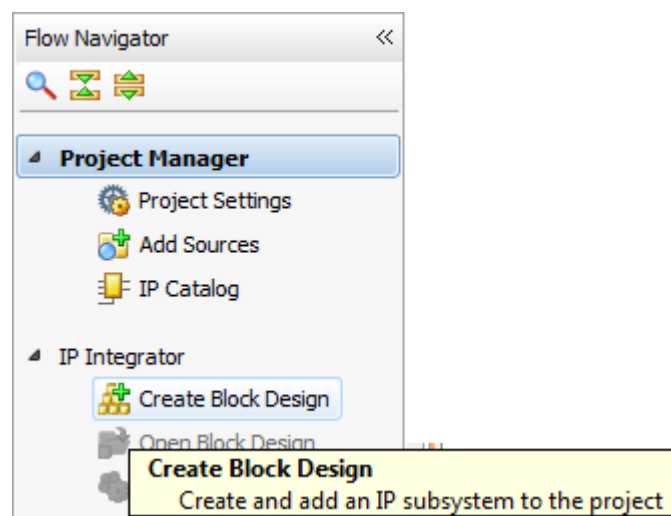 Flow Navigator
Project Manager
Project Settings
Add Sources
IP Catalog
IP Integrator
Create Block Design
Open Block Design
Create Block Design
Create and add an IP subsystem to the project